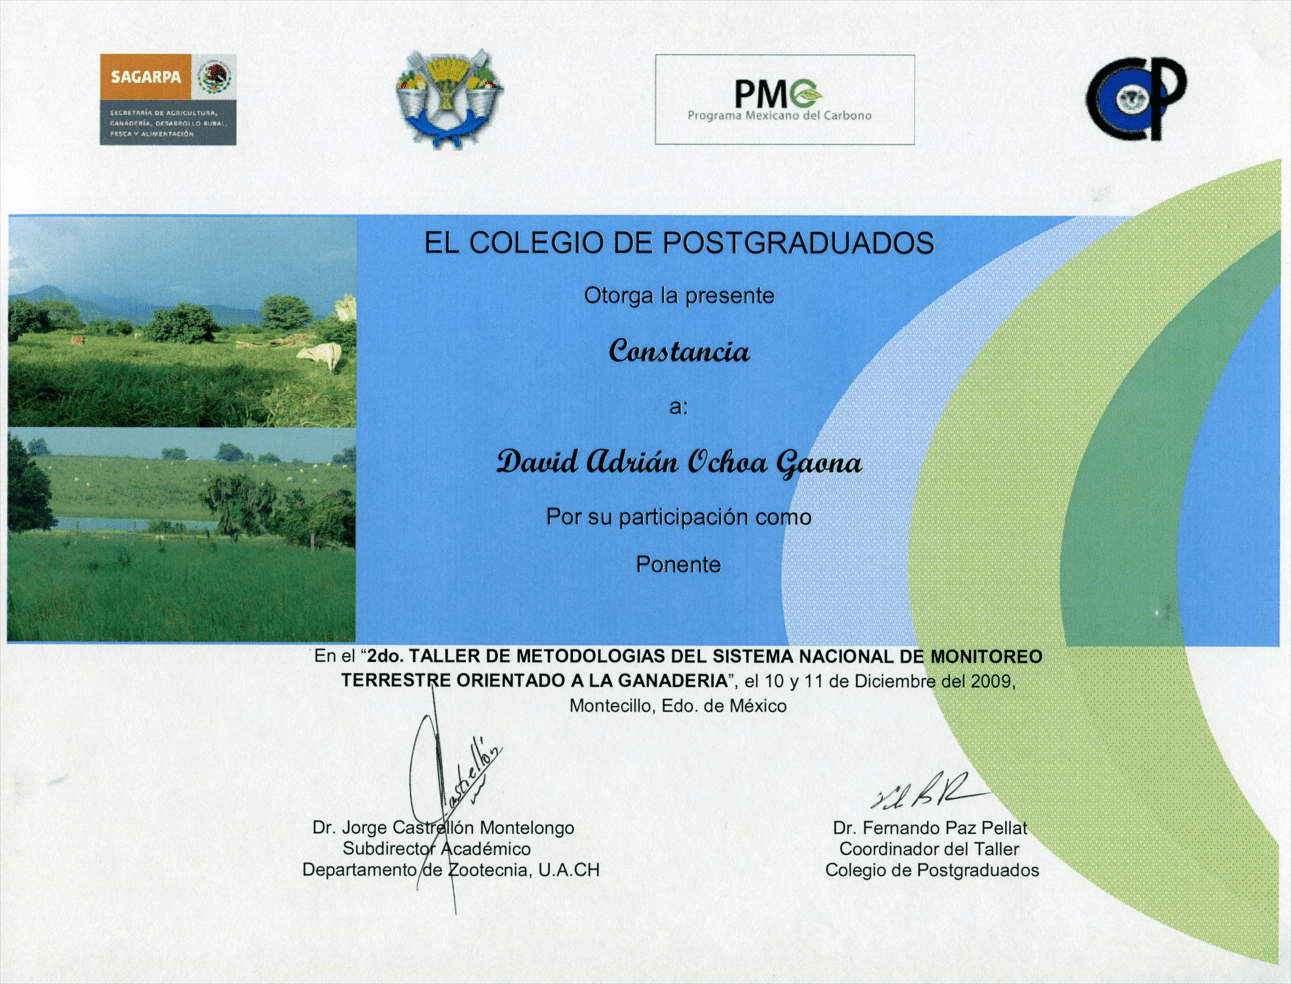 SAGARPA
SECRETARÍA DE AGRICULTURA,
GANADERÍA, DESARROLLO RURAL,
PESCA Y ALIMENTACIÓN
PMC
Programa Mexicano del Carbono
CP
EL COLEGIO DE POSTGRADUADOS
Otorga la presente
Constancia
a:
David Adrián Ochoa Gaona
Por su participación como
Ponente
En el “2do. TALLER DE METODOLOGIAS DEL SISTEMA NACIONAL DE MONITOREO
TERRESTRE ORIENTADO A LA GANADERIA”, el 10 y 11 de Diciembre del 2009,
Montecillo, Edo. de México
Castrellón
Dr. Jorge Castrellón Montelongo
Subdirector Académico
Departamento de Zootecnia, U.A.CH
Dr. Fernando Paz Pellat
Coordinador del Taller
Colegio de Postgraduados